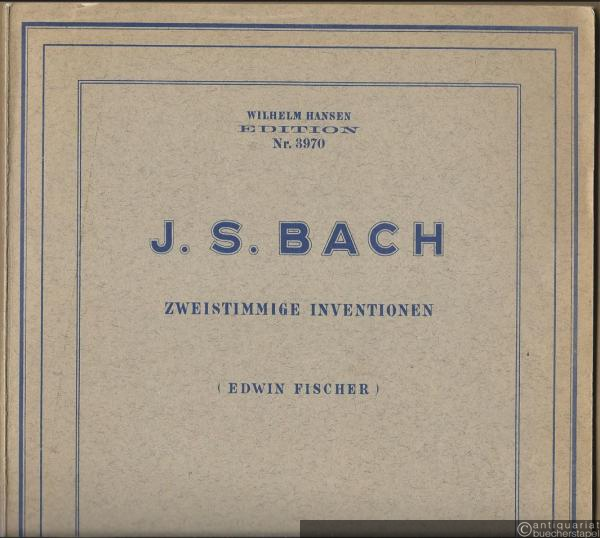 WILHELM HANSEN
EDITION
Nr. 3970
J. S. BACH
ZWEISTIMMIGE INVENTIONEN
( EDWIN FISCHER )
©antiquariat
buecherstapel